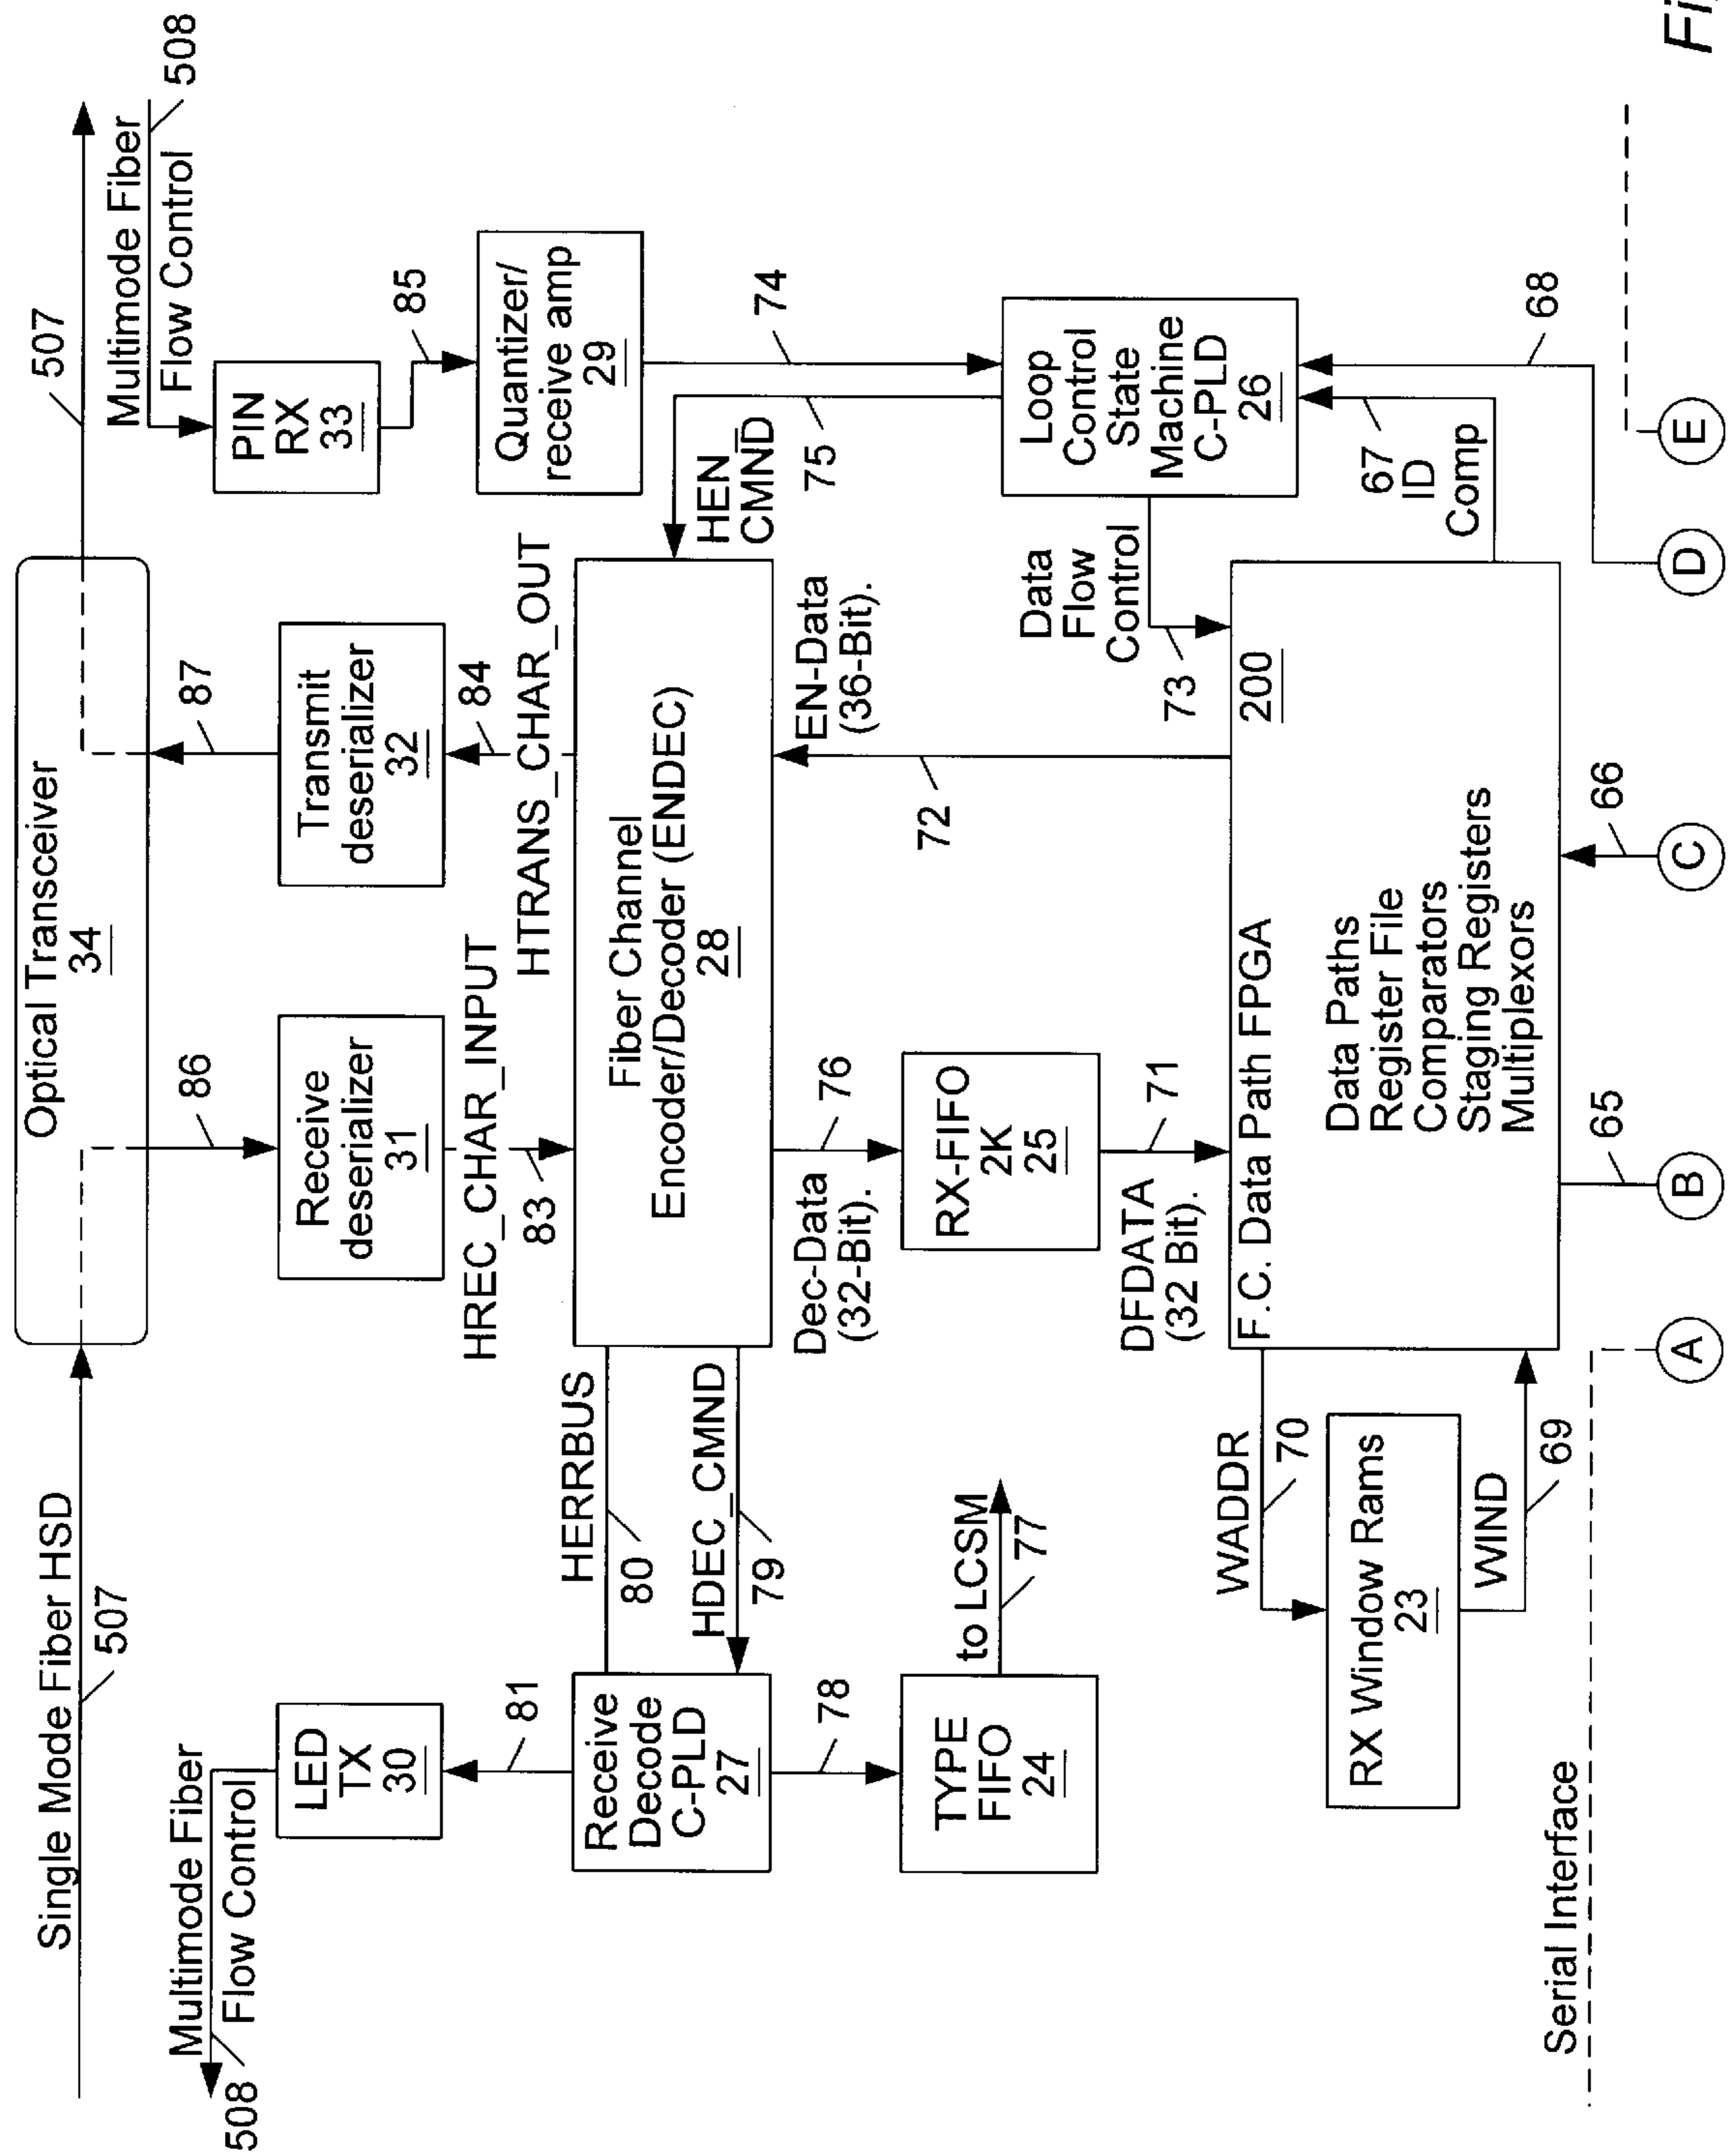 Single Mode Fiber HSD
507
Optical Transceiver
34
507
Multimode Fiber
Flow Control
508
Multimode Fiber
Flow Control
508
LED
TX
30
86
87
PIN
RX
33
Receive
deserializer
31
Transmit
deserializer
32
85
81
HREC_CHAR_INPUT
83
HTRANS_CHAR_OUT
84
Quantizer/
receive amp
29
Receive
Decode
C-PLD
27
HERRBUS
80
HDEC_CMND
79
Fiber Channel
Encoder/Decoder (ENDEC)
28
HEN_
CMND
75
74
78
Dec-Data
(32-Bit).
76
EN-Data
(36-Bit).
72
TYPE
FIFO
24
to LCSM
77
RX-FIFO
2K
25
Data
Flow
Control
73
Loop
Control
State
Machine
C-PLD
26
DFDATA
(32 Bit).
71
WADDR
70
F.C. Data Path FPGA
200
67
ID
Comp
68
RX Window Rams
23
WIND
69
Data Paths
Register File
Comparators
Staging Registers
Multiplexors
Serial Interface
65
66
A
B
C
D
E